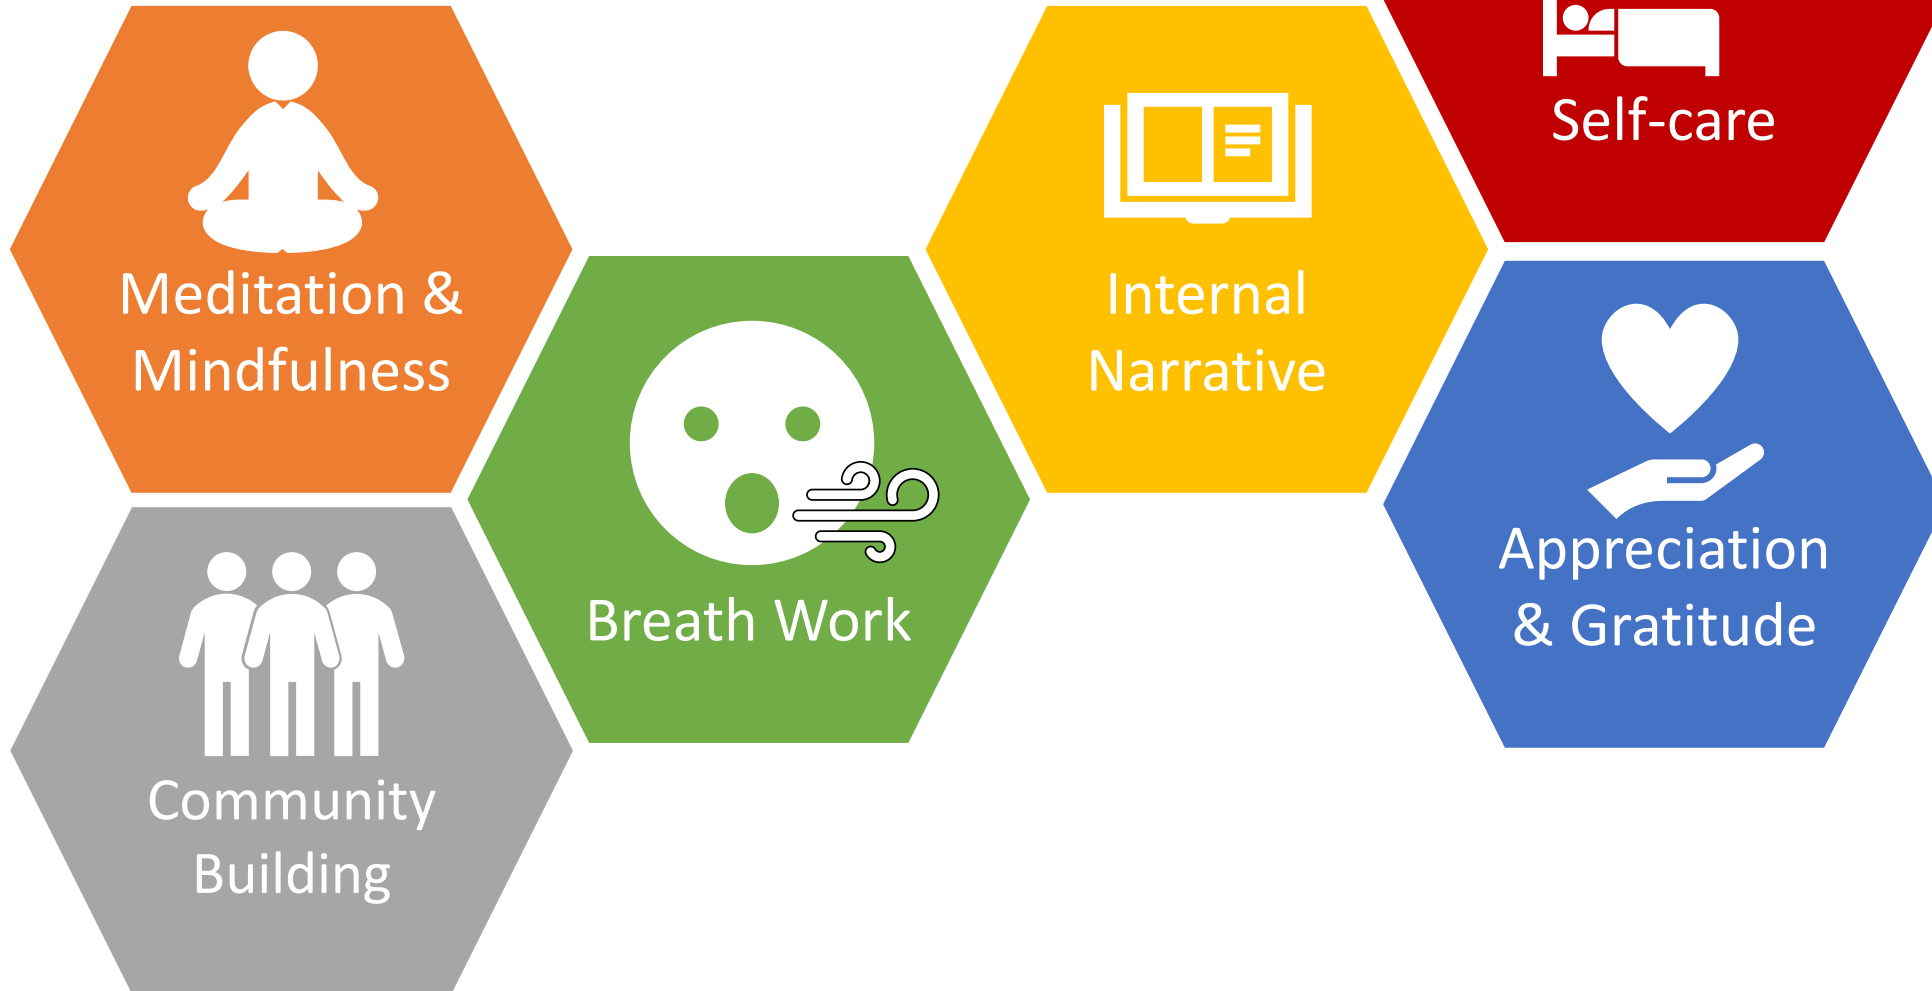 Meditation &
Mindfulness
Community
Building
Breath Work
Internal
Narrative
Self-care
Appreciation
& Gratitude